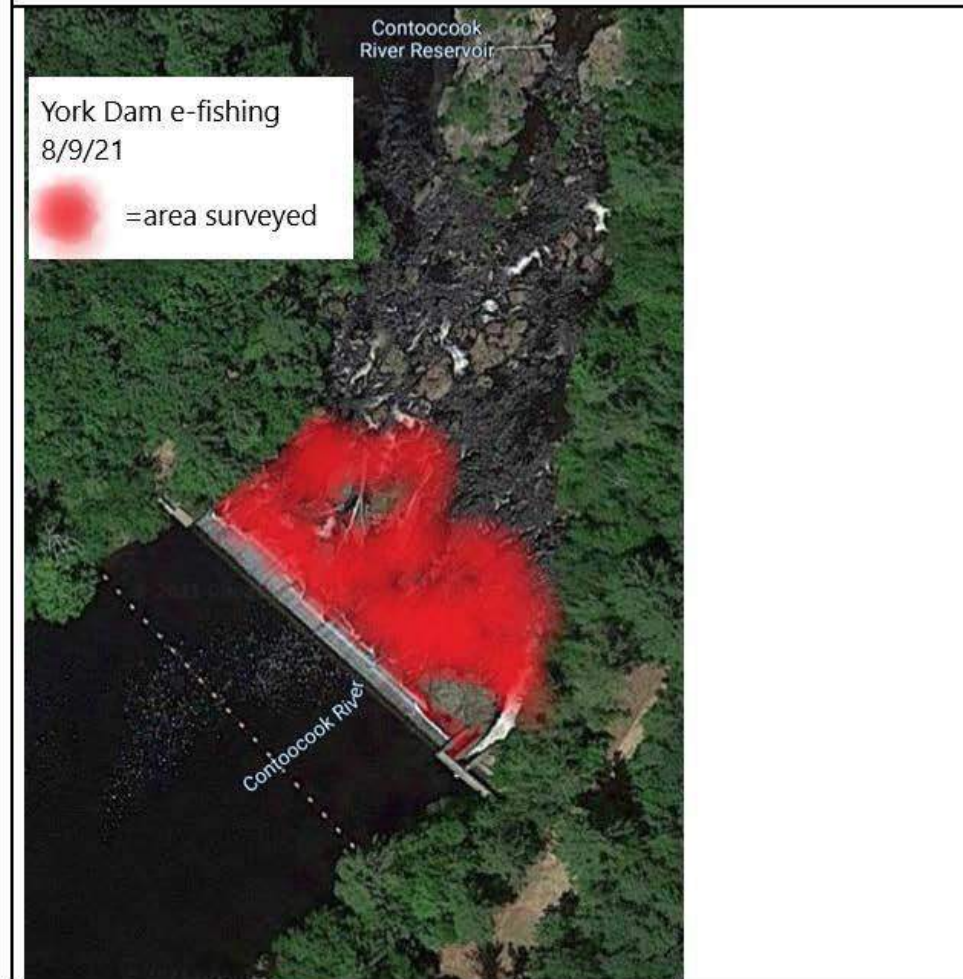 Contoocook
River Reservoir
York Dam e-fishing
8/9/21
=area surveyed
Contoocook River